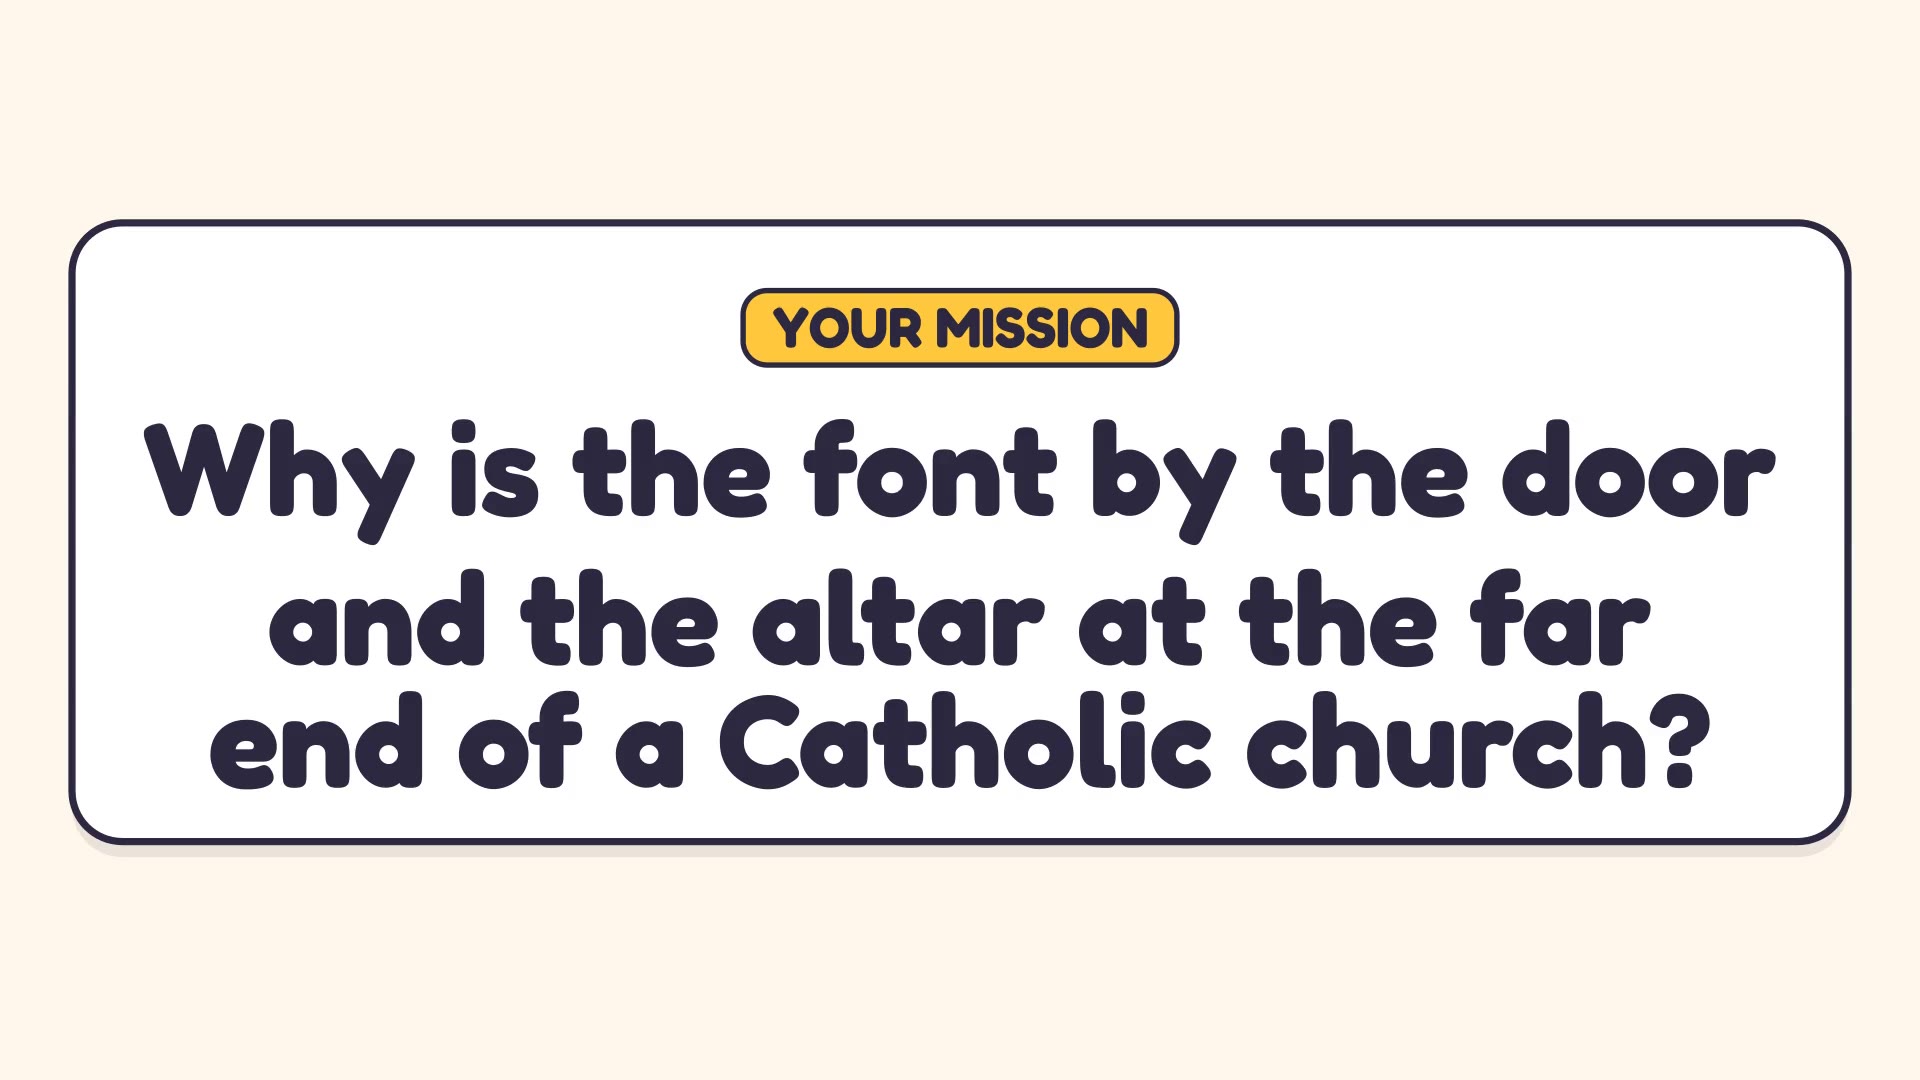 YOUR MISSION
Why is the font by the door
and the altar at the far
end of a Catholic church?